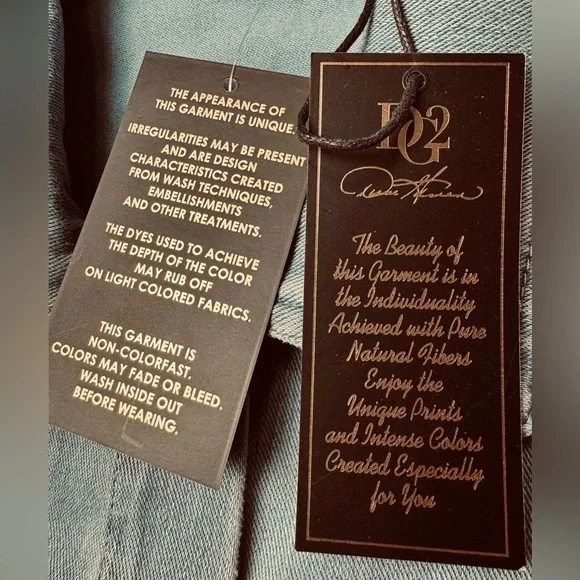 THE APPEARANCE OF
THIS GARMENT IS UNIQUE.
IRREGULARITIES MAY BE PRESENT
AND ARE DESIGN
CHARACTERISTICS CREATED
FROM WASH TECHNIQUES,
EMBELLISHMENTS
AND OTHER TREATMENTS.
THE DYES USED TO ACHIEVE
THE DEPTH OF THE COLOR
MAY RUB OFF
ON LIGHT COLORED FABRICS.
THIS GARMENT IS
NON-COLORFAST.
COLORS MAY FADE OR BLEED.
WASH INSIDE OUT
BEFORE WEARING.
DG2
The Beauty of
this Garment is in
the Individuality
Achieved with Pure
Natural Fibers
Enjoy the
Unique Prints
and Intense Colors
Created Especially
for You